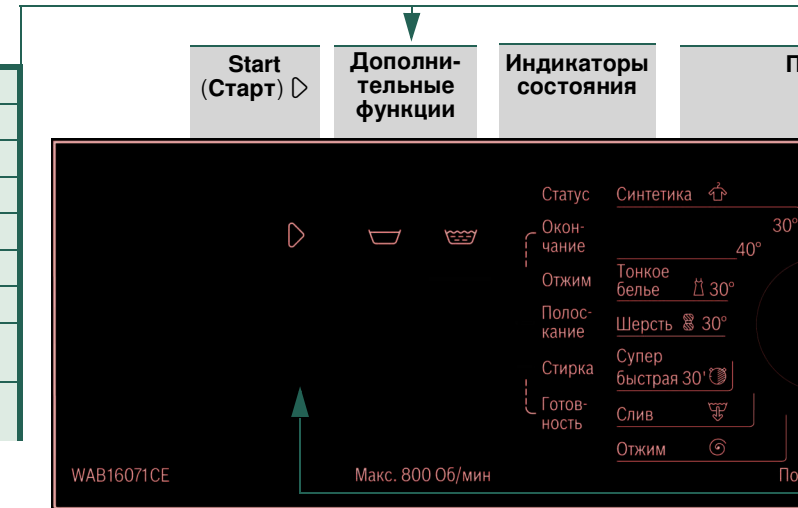 Start
(Старт)
Дополни-
тельные
функции
Индикаторы
состояния
П
Статус
Синтетика
Окон-
чание
30°
40°
Отжим
Тонкое
белье 30°
Полос-
кание
Шерсть 30°
Стирка
Супер
быстрая 30'
Готов-
ность
Слив
Отжим
WAB16071CE
Макс. 800 Об/мин
По